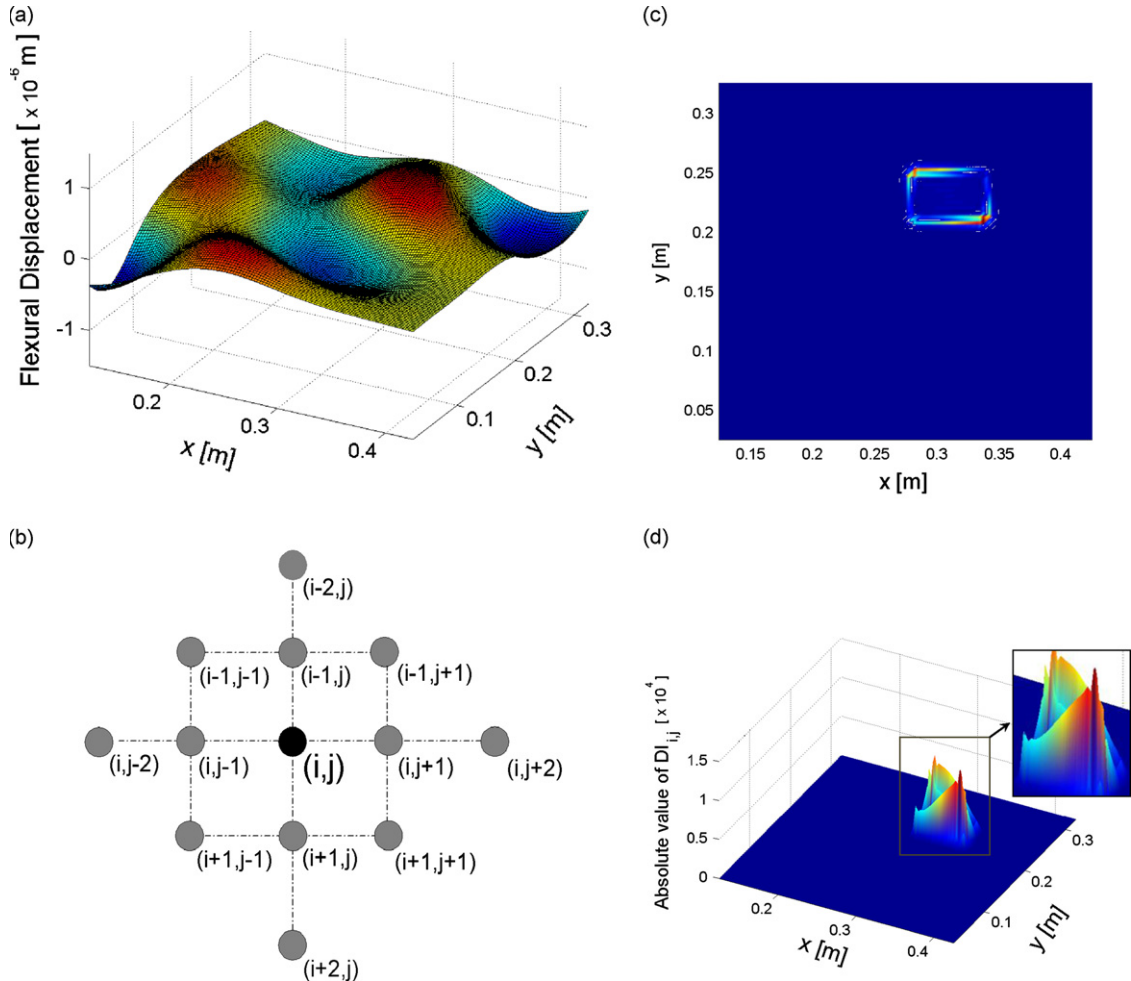 (a)
Flexural Displacement [ x 10⁻⁶ m ]
1
0
-1
0.2
0.3
0.4
x [m]
0.1
0.2
0.3
y [m]
(c)
0.3
0.25
0.2
0.15
0.1
0.05
y [m]
0.15 0.2 0.25 0.3 0.35 0.4
x [m]
(b)
(i-2,j)
(i-1,j-1) (i-1,j) (i-1,j+1)
(i,j-2) (i,j-1) (i,j) (i,j+1) (i,j+2)
(i+1,j-1) (i+1,j) (i+1,j+1)
(i+2,j)
(d)
Absolute value of DI i,j [ x 10⁴ ]
1.5
1
0.5
0
0.2
0.3
0.4
x [m]
0.1
0.2
0.3
y [m]